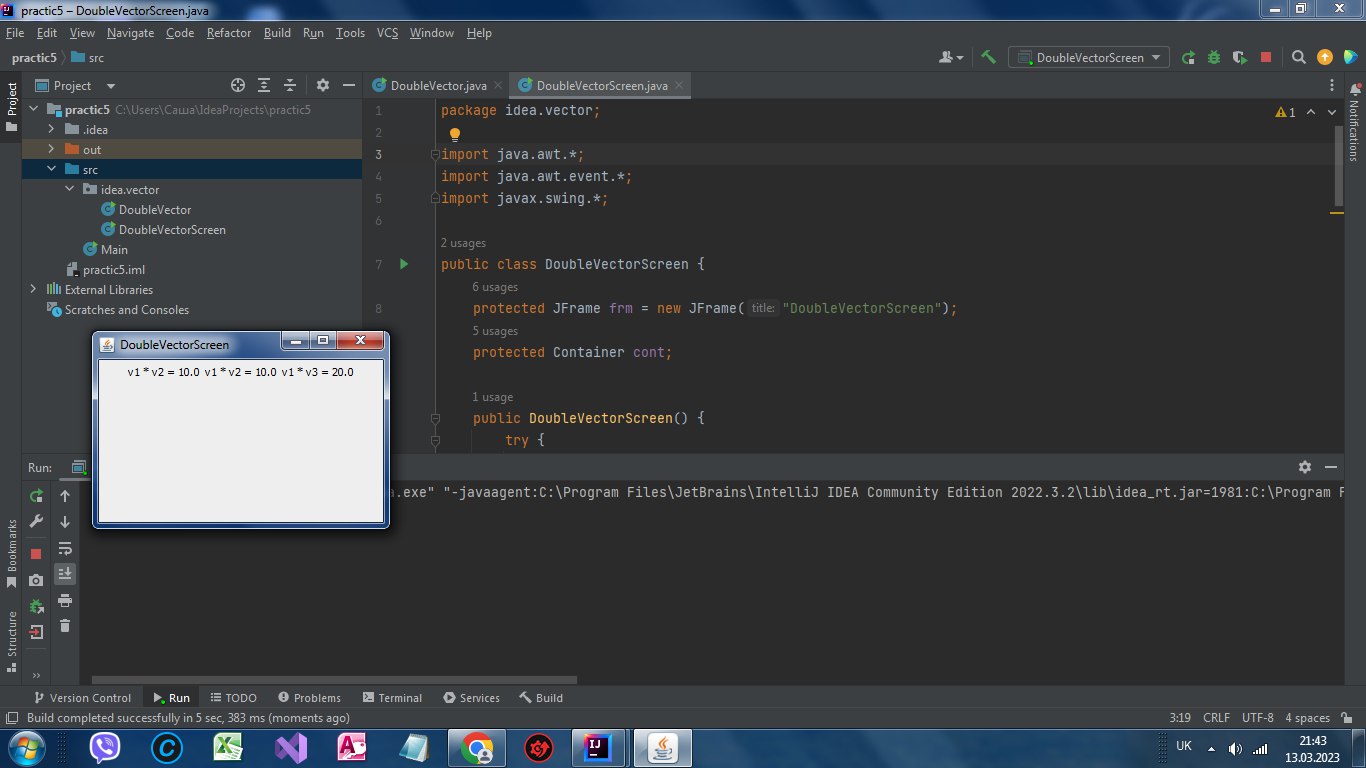 practic5 – DoubleVectorScreen.java
File Edit View Navigate Code Refactor Build Run Tools VCS Window Help
practic5 src
DoubleVectorScreen
Project
DoubleVector.java
DoubleVectorScreen.java
Project
Notifications
practic5 C:\Users\Саша\IdeaProjects\practic5
.idea
out
src
idea.vector
DoubleVector
DoubleVectorScreen
Main
practic5.iml
External Libraries
Scratches and Consoles
1 package idea.vector;
1
2
3 import java.awt.*;
4 import java.awt.event.*;
5 import javax.swing.*;
6
2 usages
7 public class DoubleVectorScreen {
6 usages
8 protected JFrame frm = new JFrame( title: "DoubleVectorScreen");
5 usages
protected Container cont;
1 usage
public DoubleVectorScreen() {
try {
DoubleVectorScreen
v1 * v2 = 10.0 v1 * v2 = 10.0 v1 * v3 = 20.0
Run:
a.exe" "-javaagent:C:\Program Files\JetBrains\IntelliJ IDEA Community Edition 2022.3.2\lib\idea_rt.jar=1981:C:\Program F
Bookmarks
Structure
Version Control Run TODO Problems Terminal Services Build
Build completed successfully in 5 sec, 383 ms (moments ago)
3:19 CRLF UTF-8 4 spaces
UK
21:43
13.03.2023